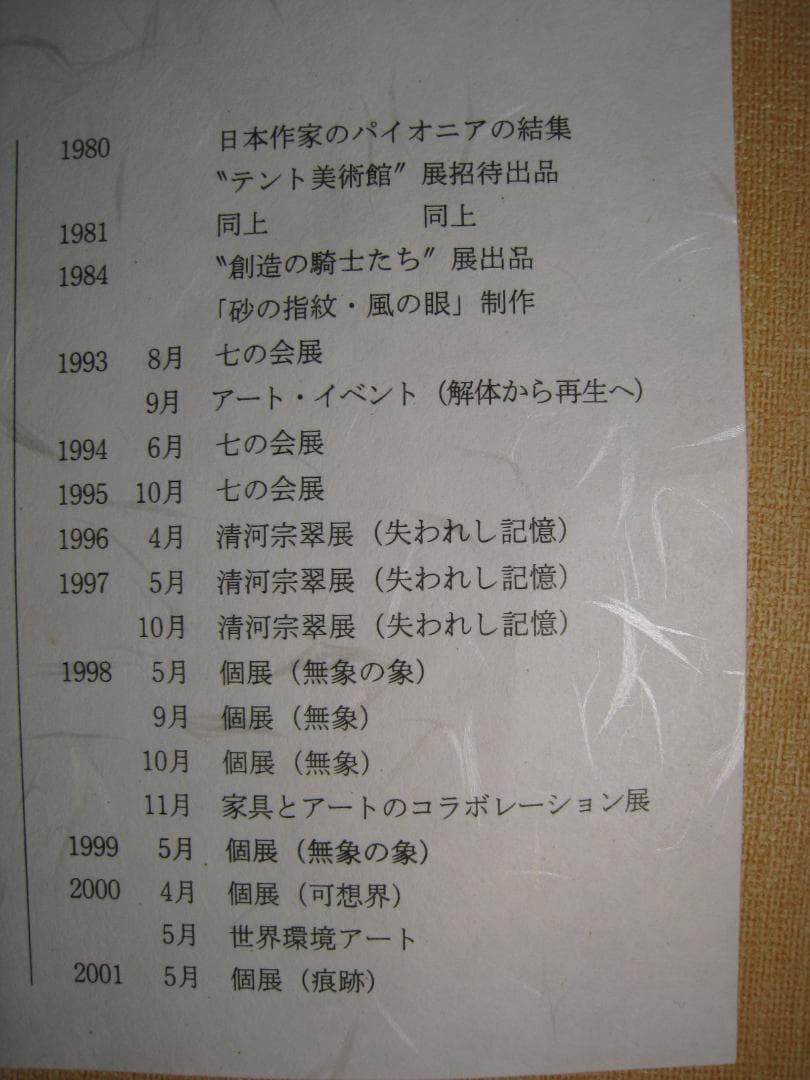 1980 日本作家のパイオニアの結集
〝テント美術館〞展招待出品
1981 同上 同上
1984 〝創造の騎士たち〞展出品
「砂の指紋・風の眼」制作
1993 8月 七の会展
9月 アート・イベント（解体から再生へ）
1994 6月 七の会展
1995 10月 七の会展
1996 4月 清河宗翠展（失われし記憶）
1997 5月 清河宗翠展（失われし記憶）
10月 清河宗翠展（失われし記憶）
1998 5月 個展（無象の象）
9月 個展（無象）
10月 個展（無象）
11月 家具とアートのコラボレーション展
1999 5月 個展（無象の象）
2000 4月 個展（可想界）
5月 世界環境アート
2001 5月 個展（痕跡）